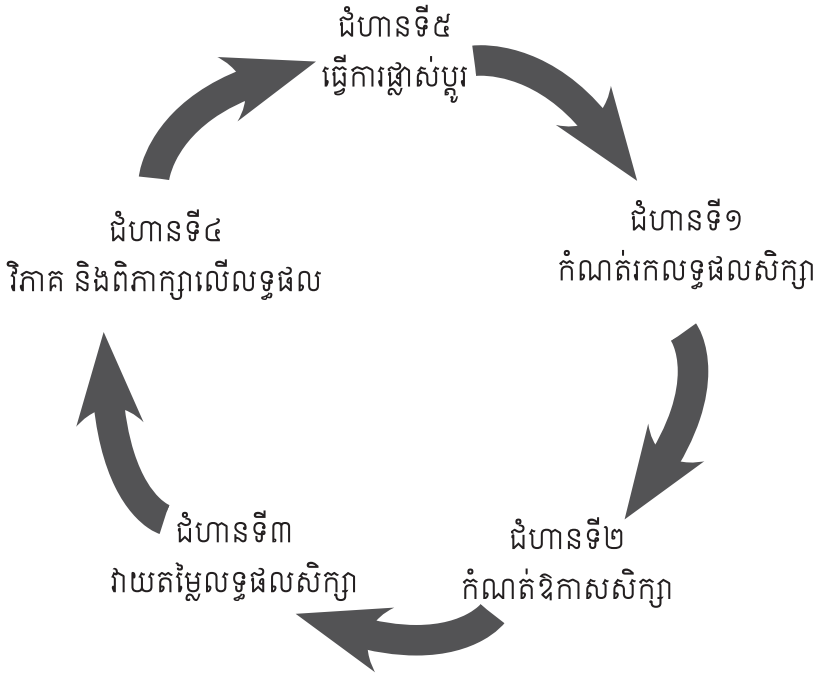 ជំហានទី៥
ធ្វើការផ្លាស់ប្តូរ
ជំហានទី១
កំណត់រកលទ្ធផលសិក្សា
ជំហានទី២
កំណត់ឱកាសសិក្សា
ជំហានទី៣
វាយតម្លៃលទ្ធផលសិក្សា
ជំហានទី៤
វិភាគ និងពិភាក្សាលើលទ្ធផល